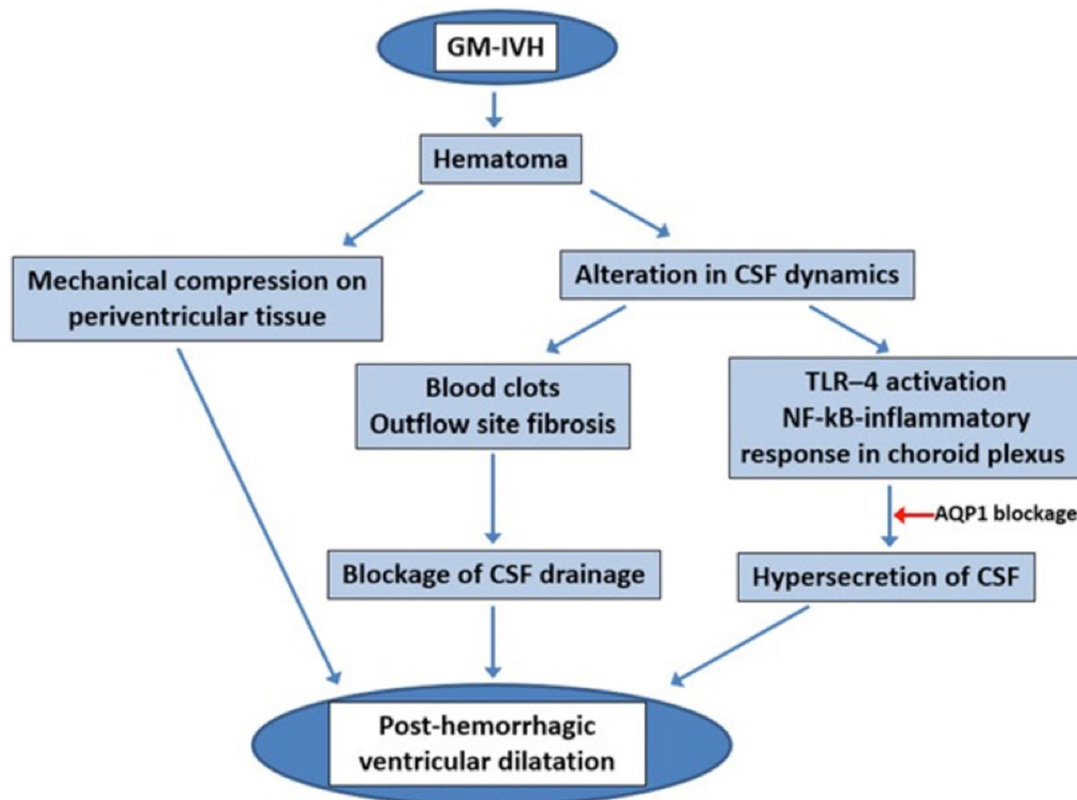 GM-IVH
Hematoma
Mechanical compression on
periventricular tissue
Alteration in CSF dynamics
Blood clots
Outflow site fibrosis
TLR–4 activation
NF-kB-inflammatory
response in choroid plexus
AQP1 blockage
Blockage of CSF drainage
Hypersecretion of CSF
Post-hemorrhagic
ventricular dilatation